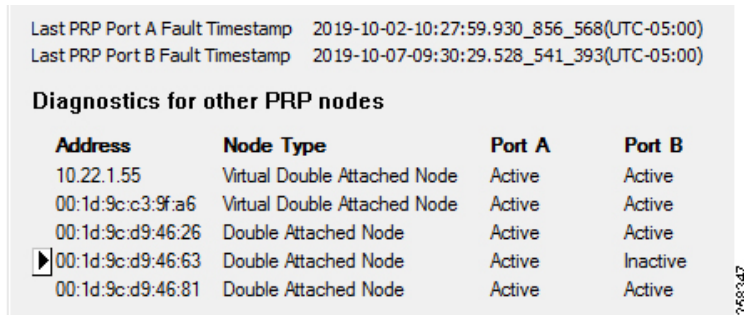 Last PRP Port A Fault Timestamp 2019-10-02-10:27:59.930_856_568(UTC-05:00)
Last PRP Port B Fault Timestamp 2019-10-07-09:30:29.528_541_393(UTC-05:00)
Diagnostics for other PRP nodes
Address Node Type Port A Port B
10.22.1.55 Virtual Double Attached Node Active Active
00:1d:9c:c3:9f:a6 Virtual Double Attached Node Active Active
00:1d:9c:d9:46:26 Double Attached Node Active Active
00:1d:9c:d9:46:63 Double Attached Node Active Inactive
00:1d:9c:d9:46:81 Double Attached Node Active Active
258347